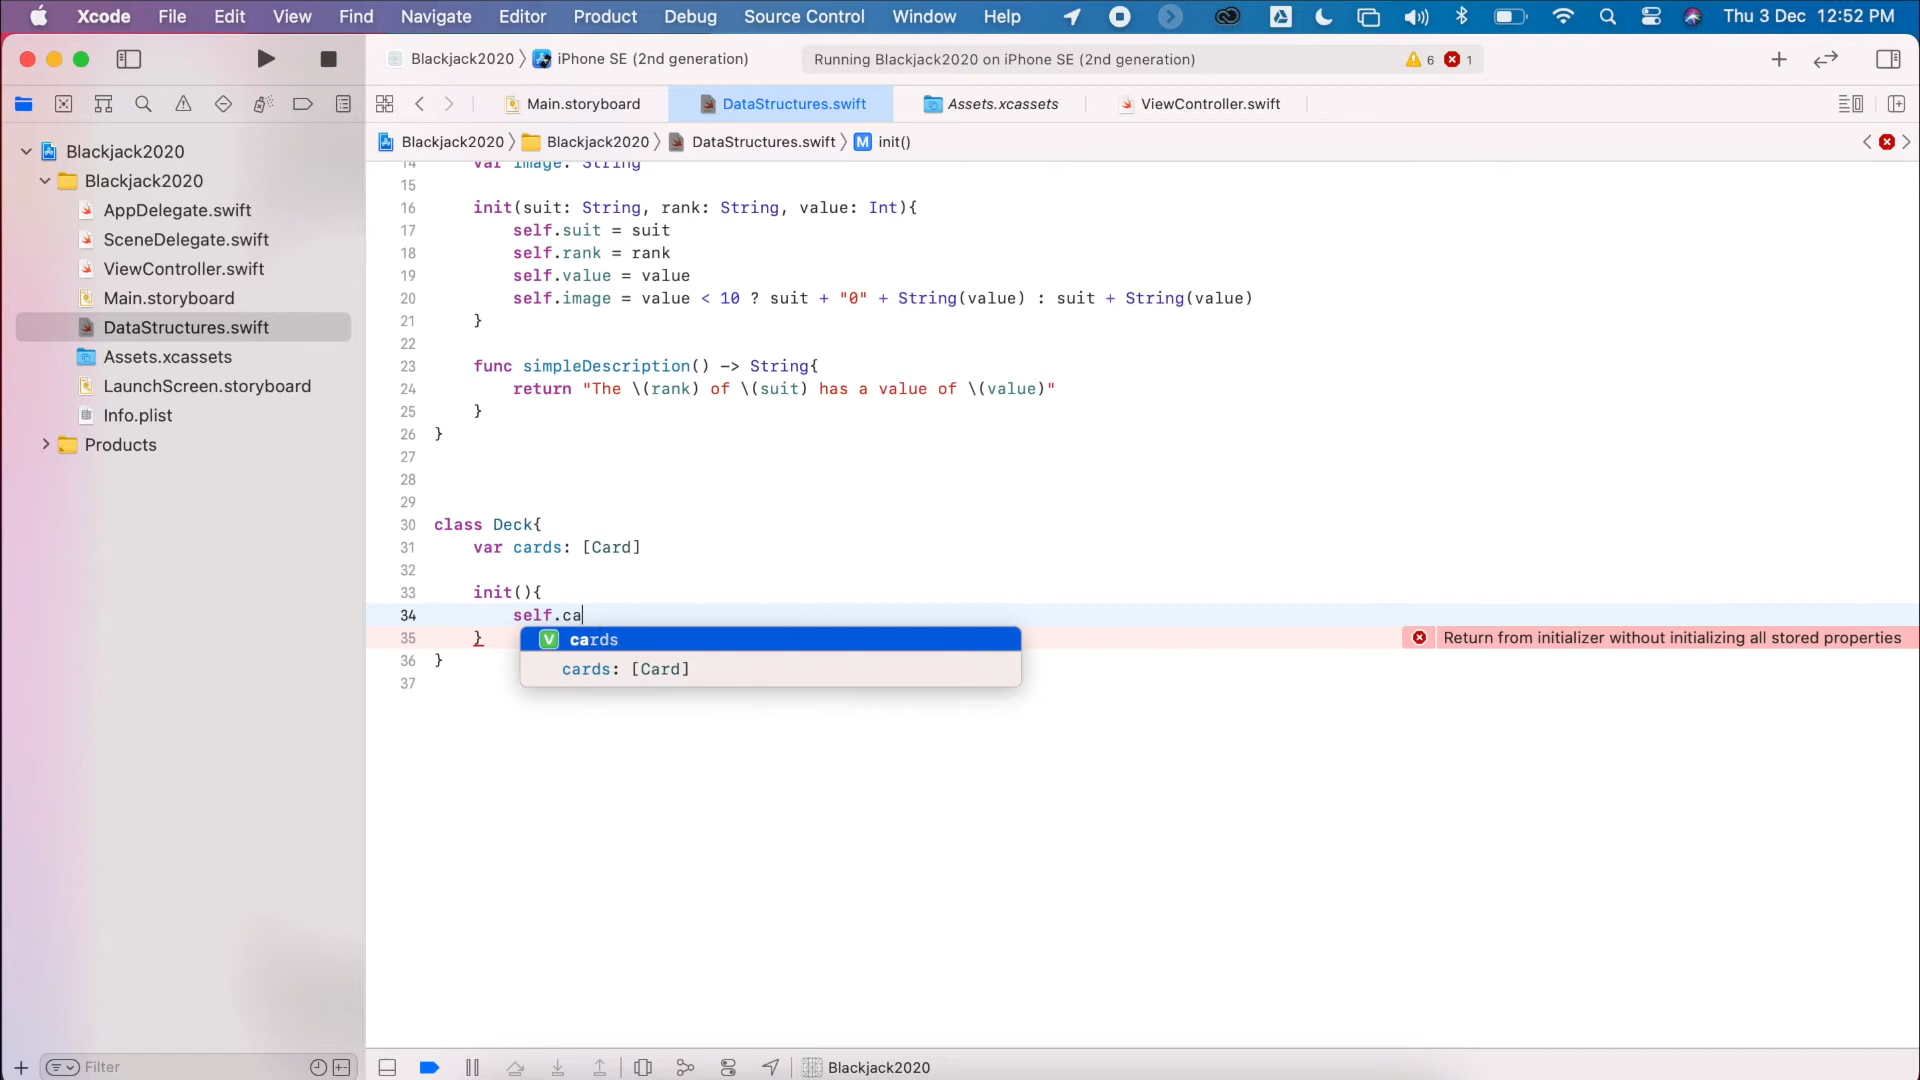 Xcode File Edit View Find Navigate Editor Product Debug Source Control Window Help Thu 3 Dec 12:52 PM
Blackjack2020 iPhone SE (2nd generation) Running Blackjack2020 on iPhone SE (2nd generation) 6 1
Main.storyboard DataStructures.swift Assets.xcassets ViewController.swift
Blackjack2020 Blackjack2020 DataStructures.swift M init()
Blackjack2020
Blackjack2020
AppDelegate.swift
SceneDelegate.swift
ViewController.swift
Main.storyboard
DataStructures.swift
Assets.xcassets
LaunchScreen.storyboard
Info.plist
Products
14 var image: String
15
16 init(suit: String, rank: String, value: Int){
17 self.suit = suit
18 self.rank = rank
19 self.value = value
20 self.image = value < 10 ? suit + "0" + String(value) : suit + String(value)
21 }
22
23 func simpleDescription() -> String{
24 return "The \(rank) of \(suit) has a value of \(value)"
25 }
26 }
27
28
29
30 class Deck{
31 var cards: [Card]
32
33 init(){
34 self.ca
35 } Return from initializer without initializing all stored properties
V cards
cards: [Card]
36 }
37
Filter
Blackjack2020